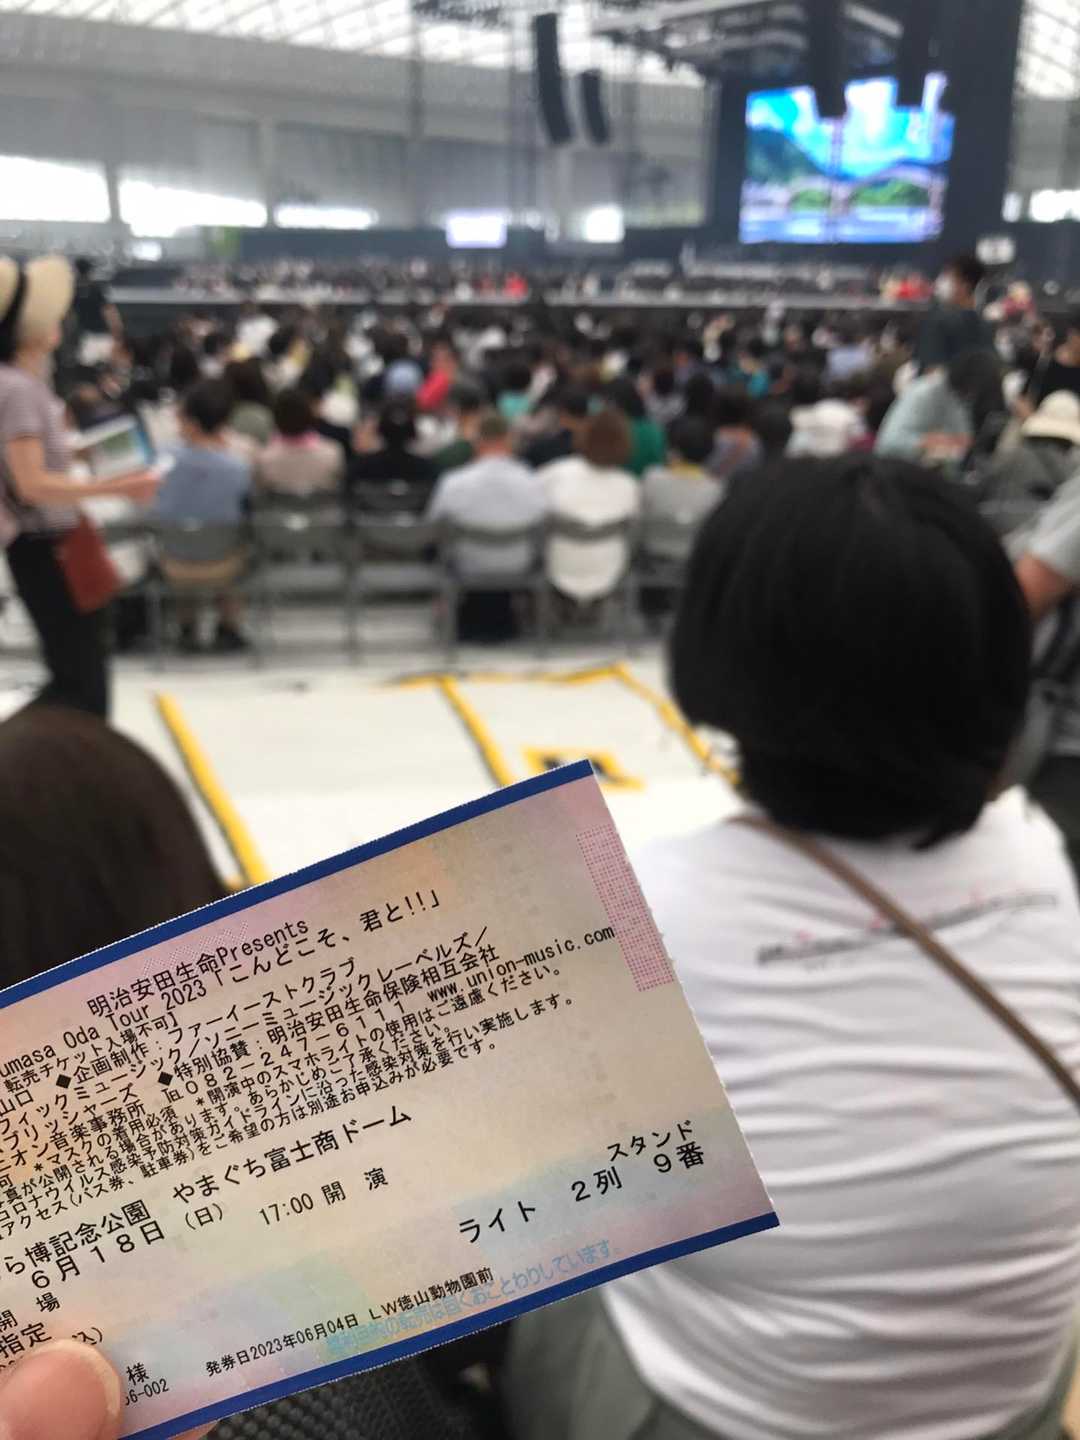 明治安田生命Presents
umasa Oda Tour 2023「こんどこそ、君と!!」
転売チケット入場不可】
山口 ◆企画制作：ファーイーストクラブ
フィックミュージック／ソニーミュージックレーベルズ／
ブリッシャーズ ◆特別協賛：明治安田生命保険相互会社
ニオン音楽事務所 ℡082−247−6111 www.union-music.com
可 *マスクの着用必須 *開演中のスマホライトの使用はご遠慮ください。
写真が公開される場合があります。あらかじめご了承ください。
コロナウイルス感染予防対策ガイドラインに沿った感染対策を行い実施します。
アクセス(バス券、駐車券)をご希望の方は別途お申込みが必要です。
らら博記念公園 やまぐち富士商ドーム
6月18日（日） 17:00 開 演
開 場
スタンド
指定
ライト 2列 9番
込）
様
発券日2023年06月04日 LW徳山動物園前
6-002